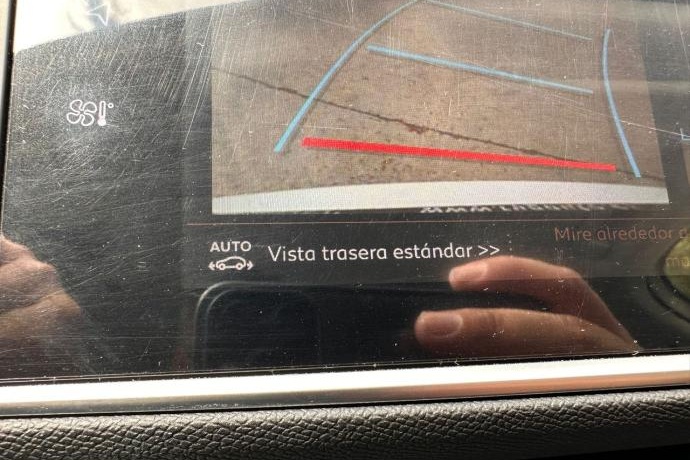 AUTO
Vista trasera estándar >>
Mire alrededor